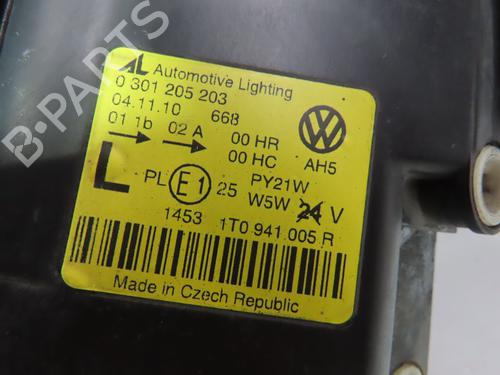 AL Automotive Lighting
0 301 205 203
04.11.10 668
01 1b 02 A 00 HR
00 HC AH5
L PL E1 25 PY21W
W5W 24 V
1453 1T0 941 005 R
Made in Czech Republic
B-PARTS